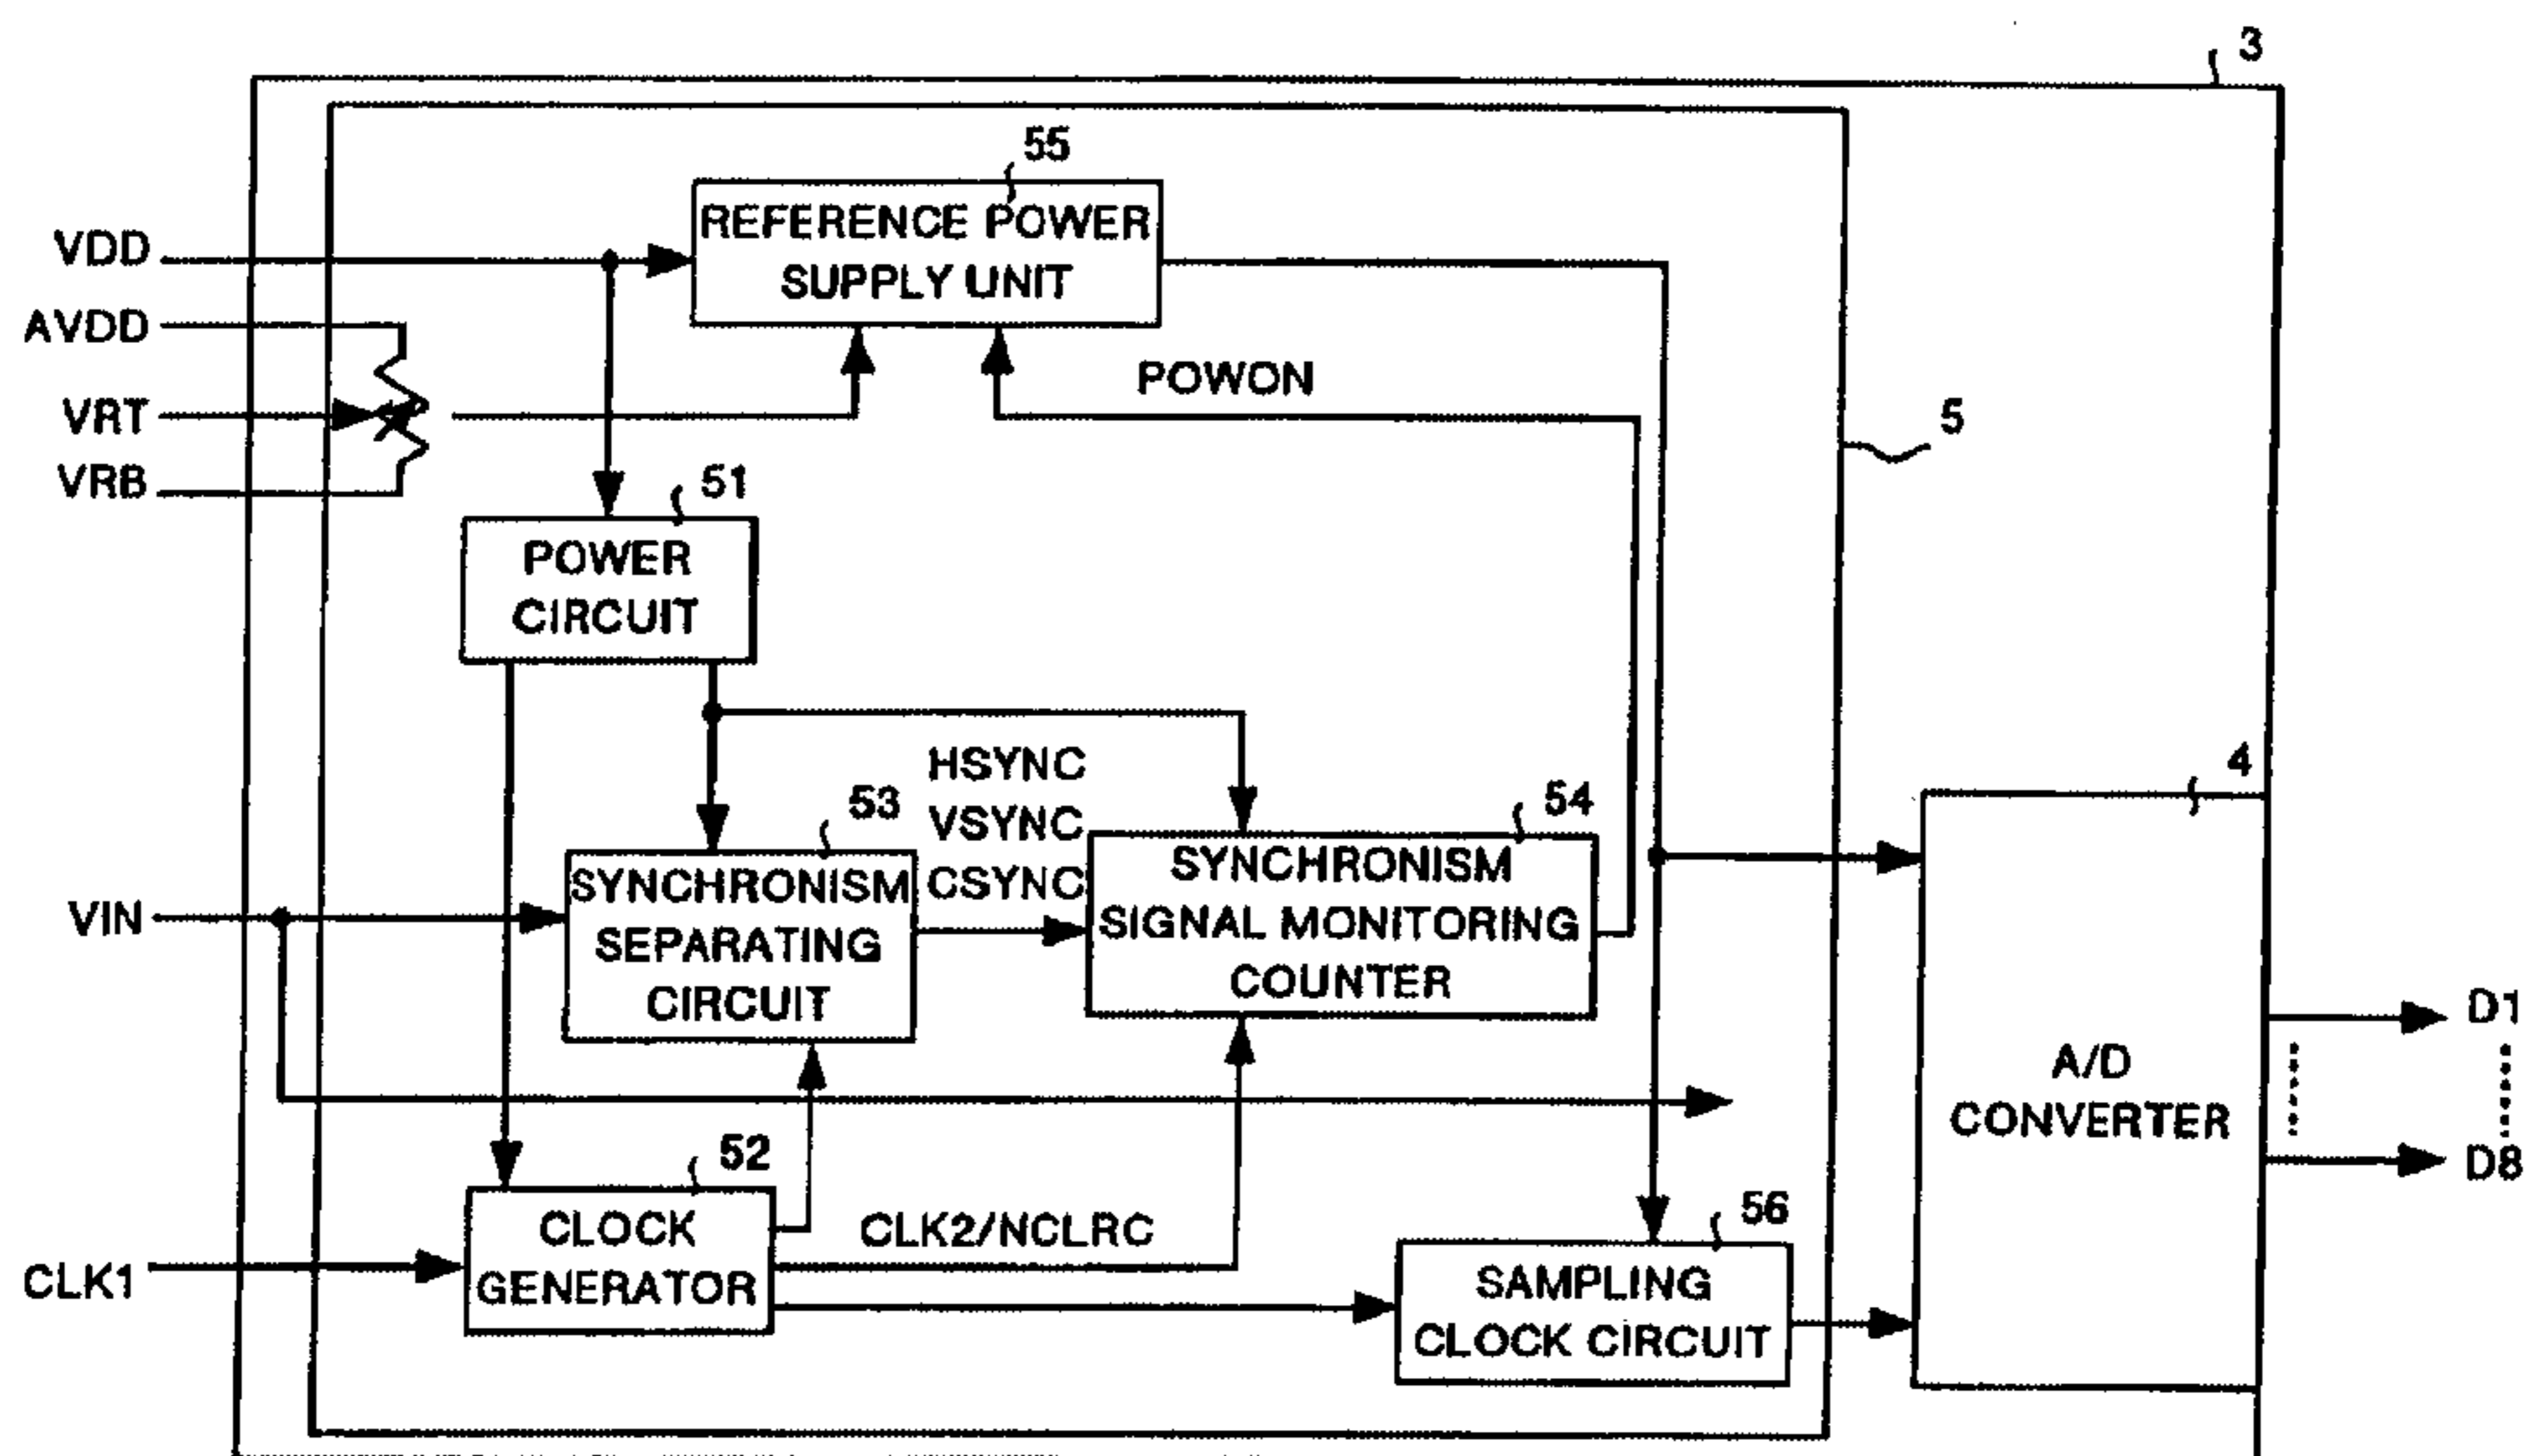 3
55
REFERENCE POWER
SUPPLY UNIT
VDD
AVDD
VRT
VRB
POWON
5
51
POWER
CIRCUIT
HSYNC
VSYNC
CSYNC
53
54
4
SYNCHRONISM
SEPARATING
CIRCUIT
SYNCHRONISM
SIGNAL MONITORING
COUNTER
VIN
D1
A/D
CONVERTER
D8
52
CLOCK
GENERATOR
CLK2/NCLRC
56
CLK1
SAMPLING
CLOCK CIRCUIT